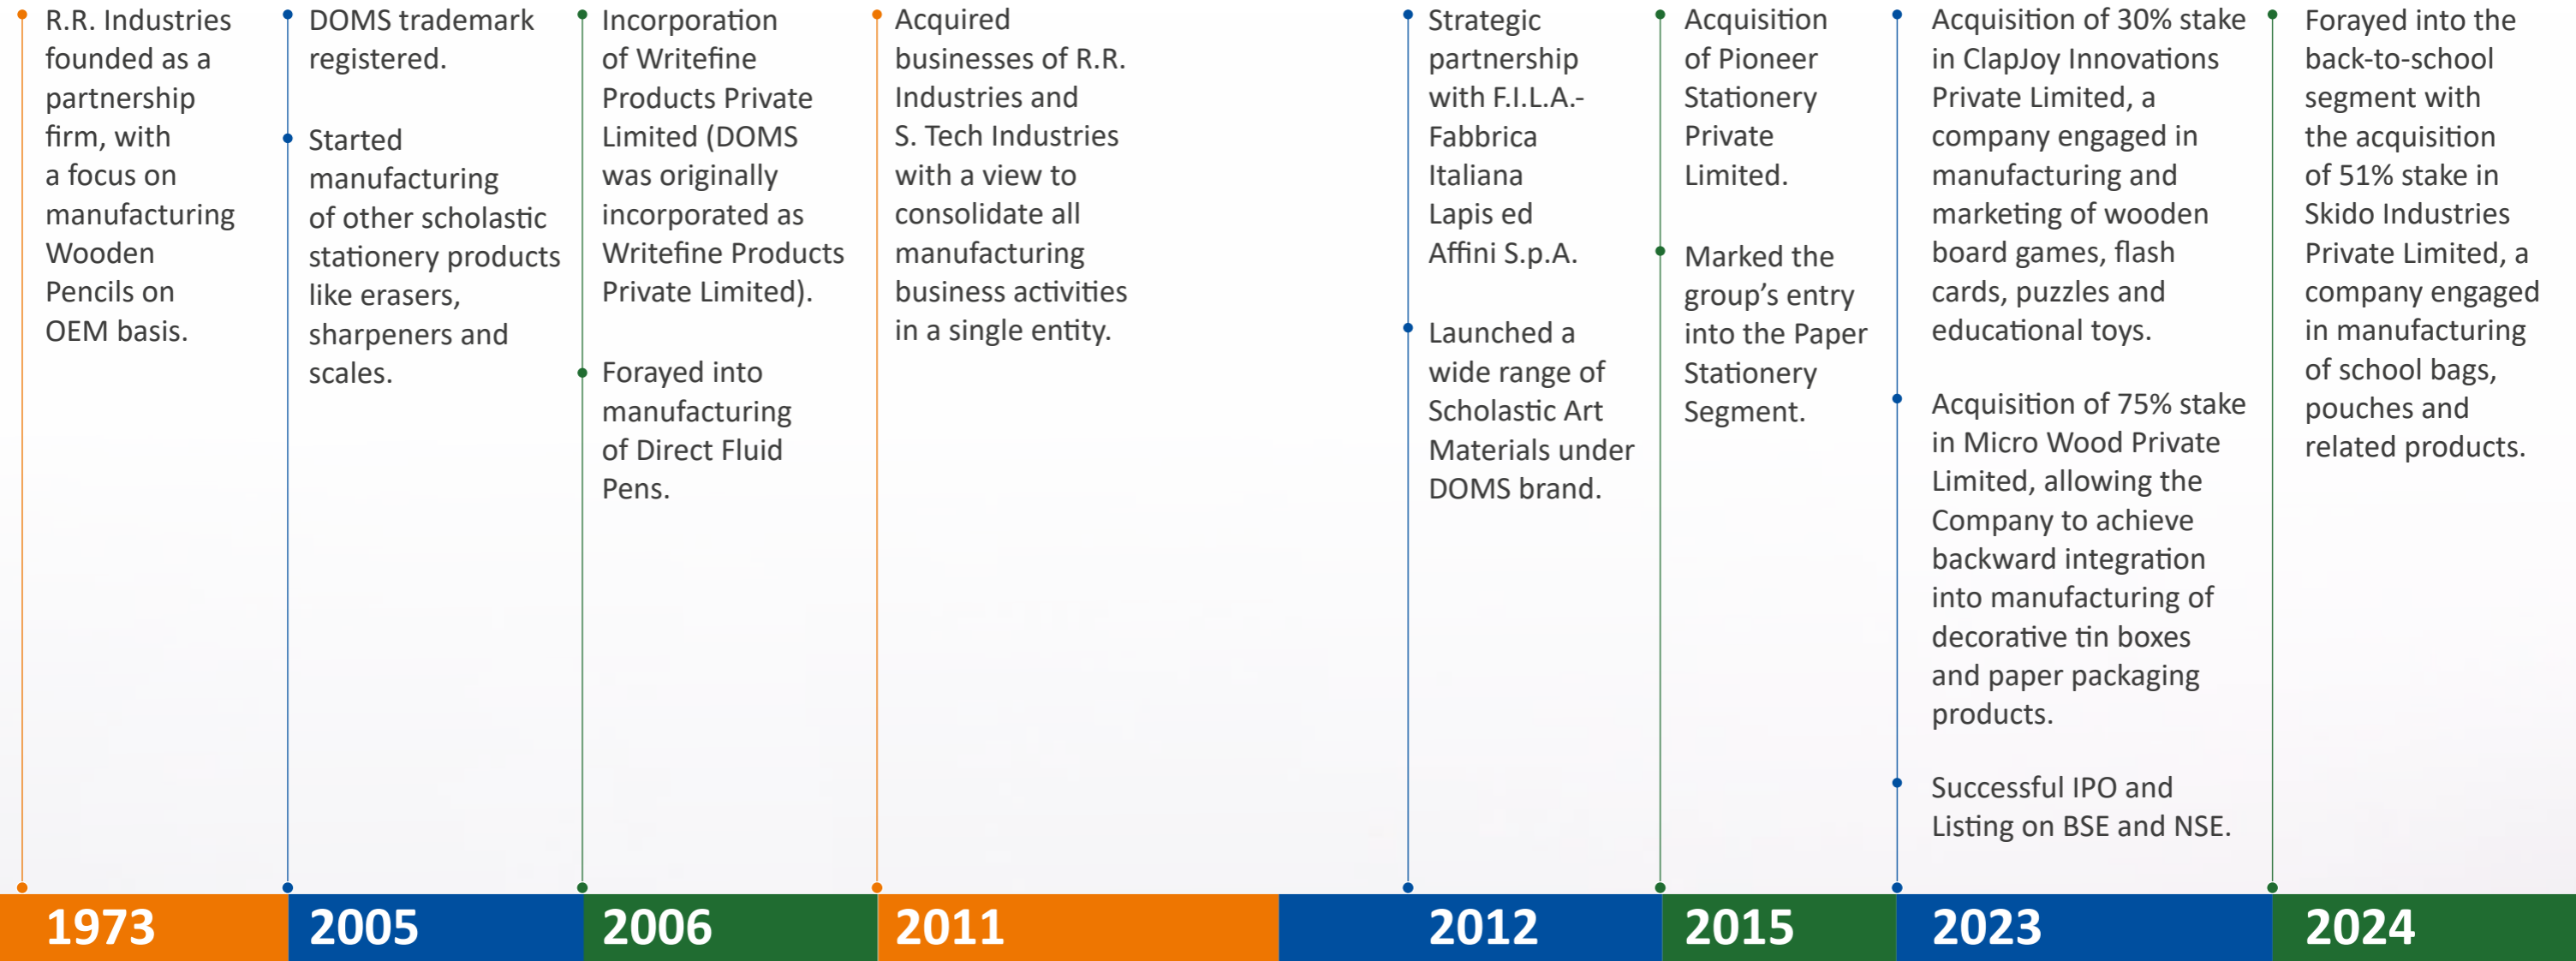 R.R. Industries
founded as a
partnership
firm, with
a focus on
manufacturing
Wooden
Pencils on
OEM basis.
1973
DOMS trademark
registered.
Started
manufacturing
of other scholastic
stationery products
like erasers,
sharpeners and
scales.
2005
Incorporation
of Writefine
Products Private
Limited (DOMS
was originally
incorporated as
Writefine Products
Private Limited).
Forayed into
manufacturing
of Direct Fluid
Pens.
2006
Acquired
businesses of R.R.
Industries and
S. Tech Industries
with a view to
consolidate all
manufacturing
business activities
in a single entity.
2011
Strategic
partnership
with F.I.L.A.-
Fabbrica
Italiana
Lapis ed
Affini S.p.A.
Launched a
wide range of
Scholastic Art
Materials under
DOMS brand.
2012
Acquisition
of Pioneer
Stationery
Private
Limited.
Marked the
group's entry
into the Paper
Stationery
Segment.
2015
Acquisition of 30% stake
in ClapJoy Innovations
Private Limited, a
company engaged in
manufacturing and
marketing of wooden
board games, flash
cards, puzzles and
educational toys.
Acquisition of 75% stake
in Micro Wood Private
Limited, allowing the
Company to achieve
backward integration
into manufacturing of
decorative tin boxes
and paper packaging
products.
Successful IPO and
Listing on BSE and NSE.
2023
Forayed into the
back-to-school
segment with
the acquisition
of 51% stake in
Skido Industries
Private Limited, a
company engaged
in manufacturing
of school bags,
pouches and
related products.
2024